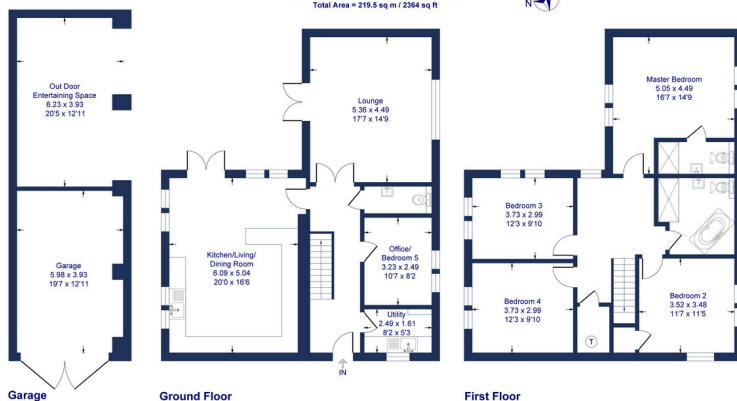 Total Area = 219.5 sq m / 2364 sq ft
N
Out Door
Entertaining Space
6.23 x 3.93
20'5 x 12'11
Garage
5.98 x 3.93
19'7 x 12'11
Garage
Lounge
5.36 x 4.49
17'7 x 14'9
Kitchen/Living/
Dining Room
6.09 x 5.04
20'0 x 16'6
Office/
Bedroom 5
3.23 x 2.49
10'7 x 8'2
Utility
2.49 x 1.61
8'2 x 5'3
IN
Ground Floor
Master Bedroom
5.05 x 4.49
16'7 x 14'9
Bedroom 3
3.73 x 2.99
12'3 x 9'10
Bedroom 4
3.73 x 2.99
12'3 x 9'10
Bedroom 2
3.52 x 3.48
11'7 x 11'5
T
First Floor